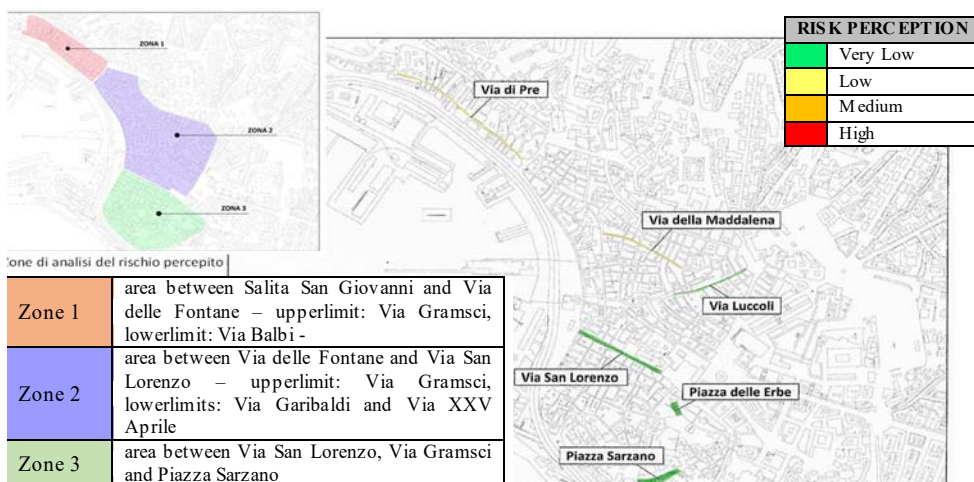 ZONA 1
ZONA 2
ZONA 3
one di analisi del rischio percepito
RISK PERCEPTION
Very Low
Low
Medium
High
Via di Pre
Via della Maddalena
Via Luccoli
Via San Lorenzo
Piazza delle Erbe
Piazza Sarzano
Zone 1
area between Salita San Giovanni and Via
delle Fontane – upperlimit: Via Gramsci,
lowerlimit: Via Balbi -
Zone 2
area between Via delle Fontane and Via San
Lorenzo – upperlimit: Via Gramsci,
lowerlimits: Via Garibaldi and Via XXV
Aprile
Zone 3
area between Via San Lorenzo, Via Gramsci
and Piazza Sarzano